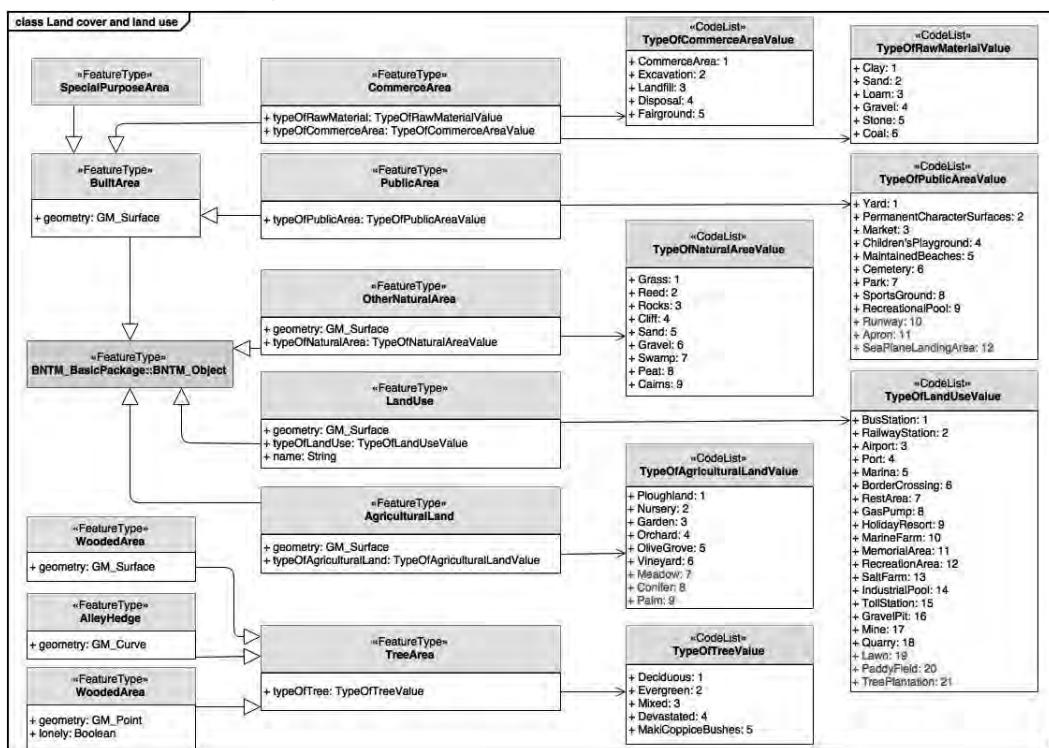 class Land cover and land use
«FeatureType»
SpecialPurposeArea
«FeatureType»
BuiltArea
+ geometry: GM_Surface
«FeatureType»
BNTM_BasicPackage::BNTM_Object
«FeatureType»
WoodedArea
+ geometry: GM_Surface
«FeatureType»
AlleyHedge
+ geometry: GM_Curve
«FeatureType»
WoodedArea
+ geometry: GM_Point
+ lonely: Boolean
«FeatureType»
CommerceArea
+ typeOfRawMaterial: TypeOfRawMaterialValue
+ typeOfCommerceArea: TypeOfCommerceAreaValue
«FeatureType»
PublicArea
+ typeOfPublicArea: TypeOfPublicAreaValue
«FeatureType»
OtherNaturalArea
+ geometry: GM_Surface
+ typeOfNaturalArea: TypeOfNaturalAreaValue
«FeatureType»
LandUse
+ geometry: GM_Surface
+ typeOfLandUse: TypeOfLandUseValue
+ name: String
«FeatureType»
AgriculturalLand
+ geometry: GM_Surface
+ typeOfAgriculturalLand: TypeOfAgriculturalLandValue
«FeatureType»
TreeArea
+ typeOfTree: TypeOfTreeValue
«CodeList»
TypeOfCommerceAreaValue
+ CommerceArea: 1
+ Excavation: 2
+ Landfill: 3
+ Disposal: 4
+ Fairground: 5
«CodeList»
TypeOfNaturalAreaValue
+ Grass: 1
+ Reed: 2
+ Rocks: 3
+ Cliff: 4
+ Sand: 5
+ Gravel: 6
+ Swamp: 7
+ Peat: 8
+ Cairns: 9
«CodeList»
TypeOfAgriculturalLandValue
+ Ploughland: 1
+ Nursery: 2
+ Garden: 3
+ Orchard: 4
+ OliveGrove: 5
+ Vineyard: 6
+ Meadow: 7
+ Conifer: 8
+ Palm: 9
«CodeList»
TypeOfTreeValue
+ Deciduous: 1
+ Evergreen: 2
+ Mixed: 3
+ Devastated: 4
+ MakiCoppiceBushes: 5
«CodeList»
TypeOfRawMaterialValue
+ Clay: 1
+ Sand: 2
+ Loam: 3
+ Gravel: 4
+ Stone: 5
+ Coal: 6
«CodeList»
TypeOfPublicAreaValue
+ Yard: 1
+ PermanentCharacterSurfaces: 2
+ Market: 3
+ Children'sPlayground: 4
+ MaintainedBeaches: 5
+ Cemetery: 6
+ Park: 7
+ SportsGround: 8
+ RecreationalPool: 9
+ Runway: 10
+ Apron: 11
+ SeaPlaneLandingArea: 12
«CodeList»
TypeOfLandUseValue
+ BusStation: 1
+ RailwayStation: 2
+ Airport: 3
+ Port: 4
+ Marina: 5
+ BorderCrossing: 6
+ RestArea: 7
+ GasPump: 8
+ HolidayResort: 9
+ MarineFarm: 10
+ MemorialArea: 11
+ RecreationArea: 12
+ SaltFarm: 13
+ IndustrialPool: 14
+ TollStation: 15
+ GravelPit: 16
+ Mine: 17
+ Quarry: 18
+ Lawn: 19
+ PaddyField: 20
+ TresPlantation: 21